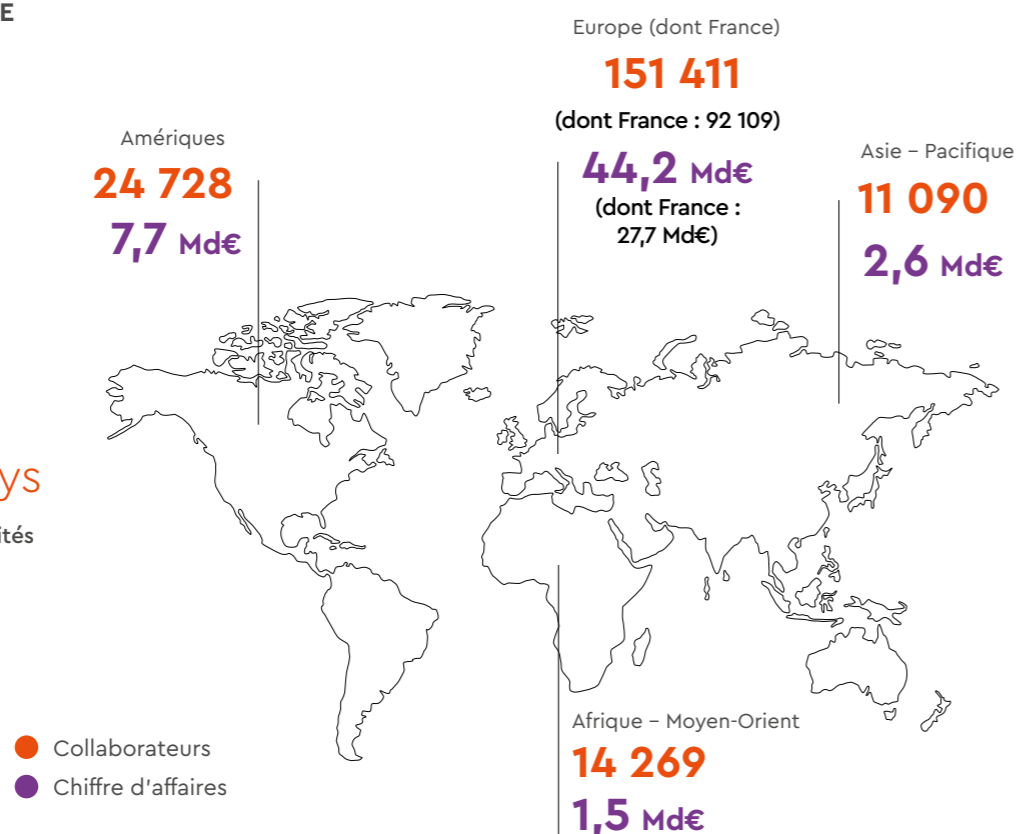 E
Europe (dont France)
151 411
(dont France : 92 109)
44,2 Md€
(dont France :
27,7 Md€)
Amériques
24 728
7,7 Md€
Asie – Pacifique
11 090
2,6 Md€
ys
ités
Afrique – Moyen-Orient
14 269
1,5 Md€
Collaborateurs
Chiffre d'affaires